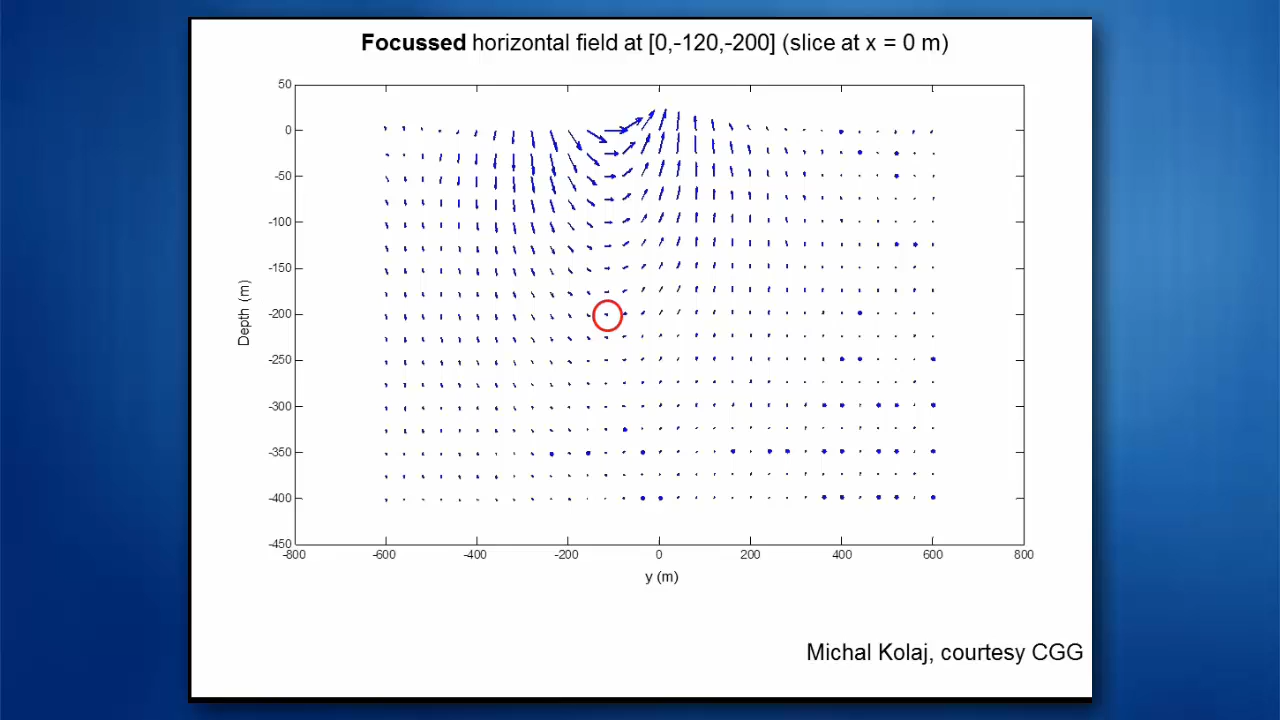 Focussed horizontal field at [0,-120,-200] (slice at x = 0 m)
50
0
-50
-100
-150
-200
-250
-300
-350
-400
-450
Depth (m)
-800 -600 -400 -200 0 200 400 600 800
y (m)
Michal Kolaj, courtesy CGG